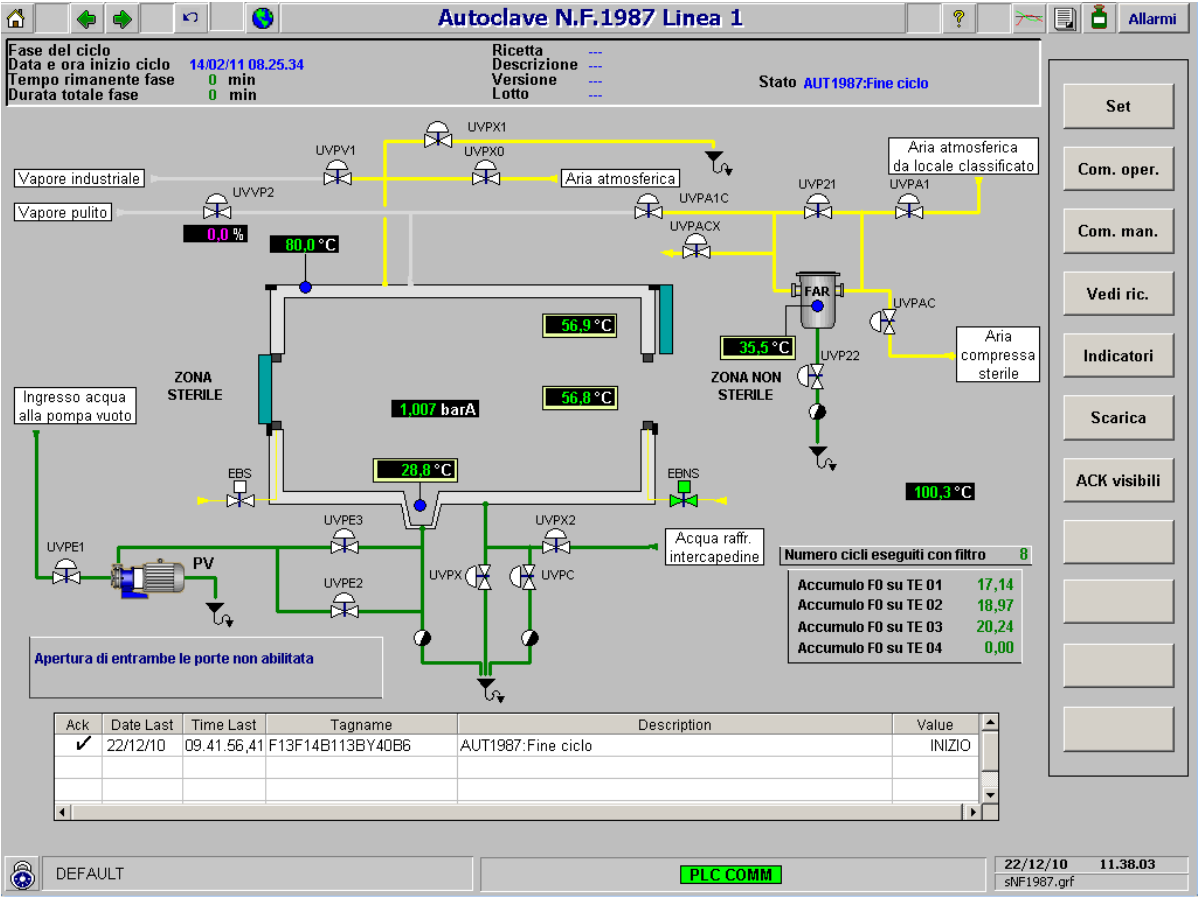 Autoclave N.F.1987 Linea 1
Allarmi
Fase del ciclo
Data e ora inizio ciclo 14/02/11 08.25.34
Tempo rimanente fase 0 min
Durata totale fase 0 min
Ricetta ---
Descrizione ---
Versione ---
Lotto ---
Stato AUT1987:Fine ciclo
Set
Com. oper.
Com. man.
Vedi ric.
Indicatori
Scarica
ACK visibili
UVPX1
UVPV1
UVPX0
Aria atmosferica
da locale classificato
Vapore industriale
Aria atmosferica
UVVP2
UVP21
UVPA1
UVPA1C
Vapore pulito
0,0 %
UVPACX
80,0 °C
FAR
UVPAC
56,9 °C
35,5 °C
UVP22
Aria
compressa
sterile
ZONA
STERILE
ZONA NON
STERILE
Ingresso acqua
alla pompa vuoto
56,8 °C
1,007 barA
28,8 °C
EBS
EBNS
100,3 °C
UVPE3
UVPX2
Acqua raffr.
intercapedine
UVPE1
PV
UVPE2
UVPX
UVPC
Numero cicli eseguiti con filtro 8
Accumulo F0 su TE 01 17,14
Accumulo F0 su TE 02 18,97
Accumulo F0 su TE 03 20,24
Accumulo F0 su TE 04 0,00
Apertura di entrambe le porte non abilitata
Ack Date Last Time Last Tagname Description Value
22/12/10 09.41.56,41 F13F14B113BY40B6 AUT1987:Fine ciclo INIZIO
DEFAULT
PLC COMM
22/12/10 11.38.03
sNF1987.grf